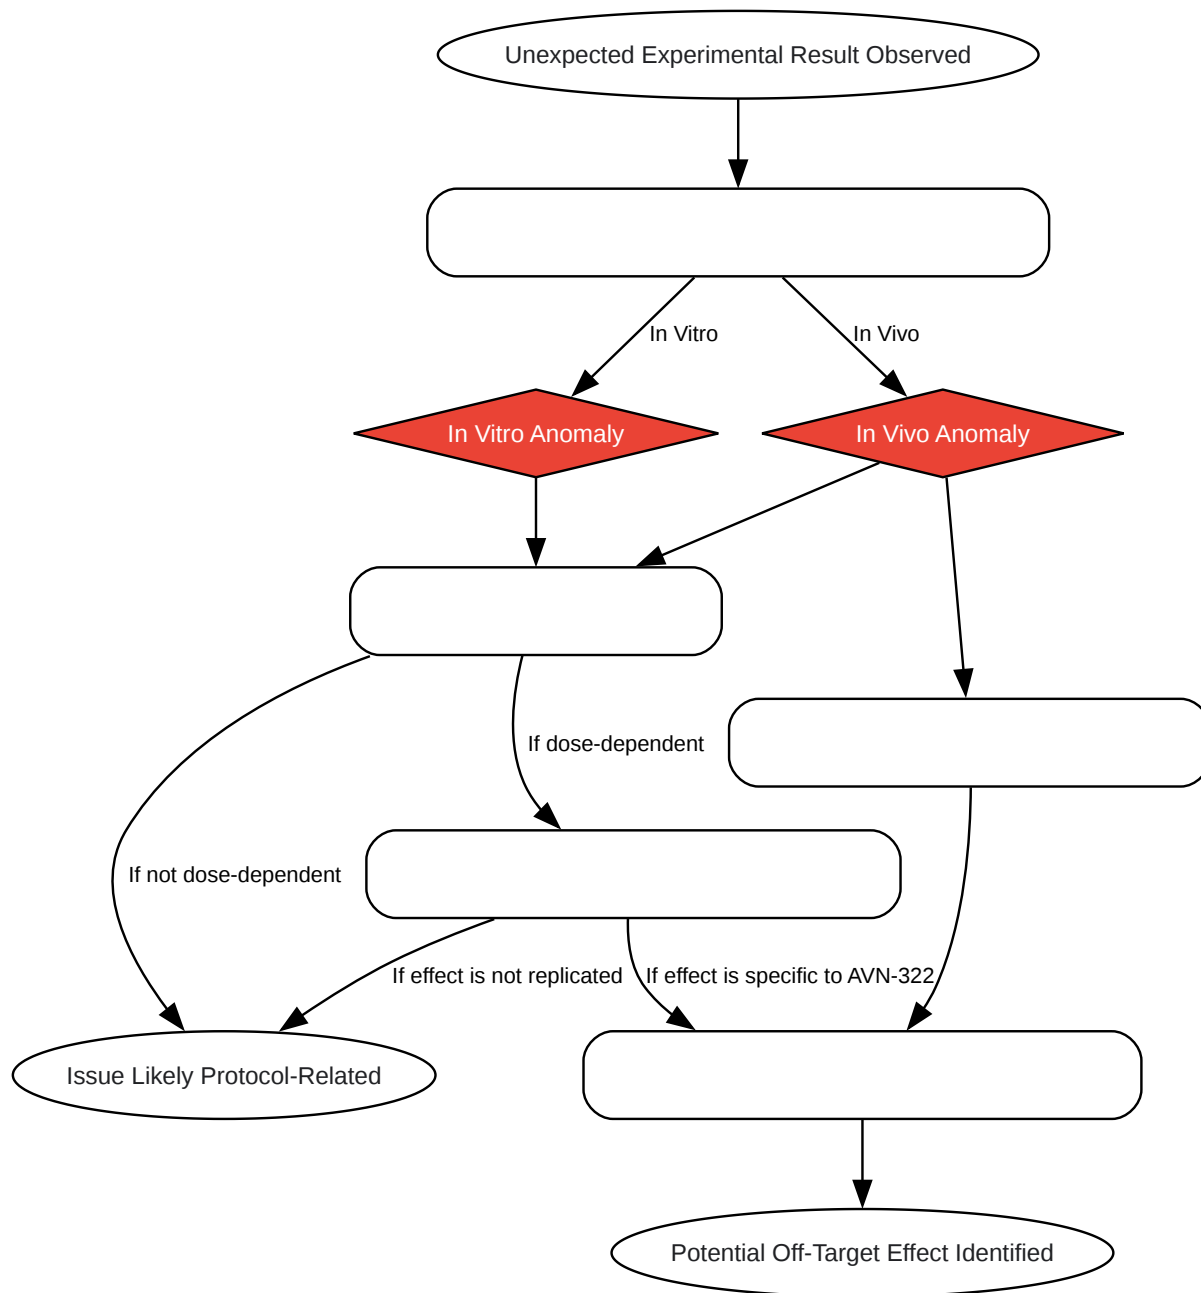 Unexpected Experimental Result Observed
In Vitro
In Vivo
In Vitro Anomaly
In Vivo Anomaly
If dose-dependent
If not dose-dependent
If effect is not replicated
If effect is specific to AVN-322
Issue Likely Protocol-Related
Potential Off-Target Effect Identified